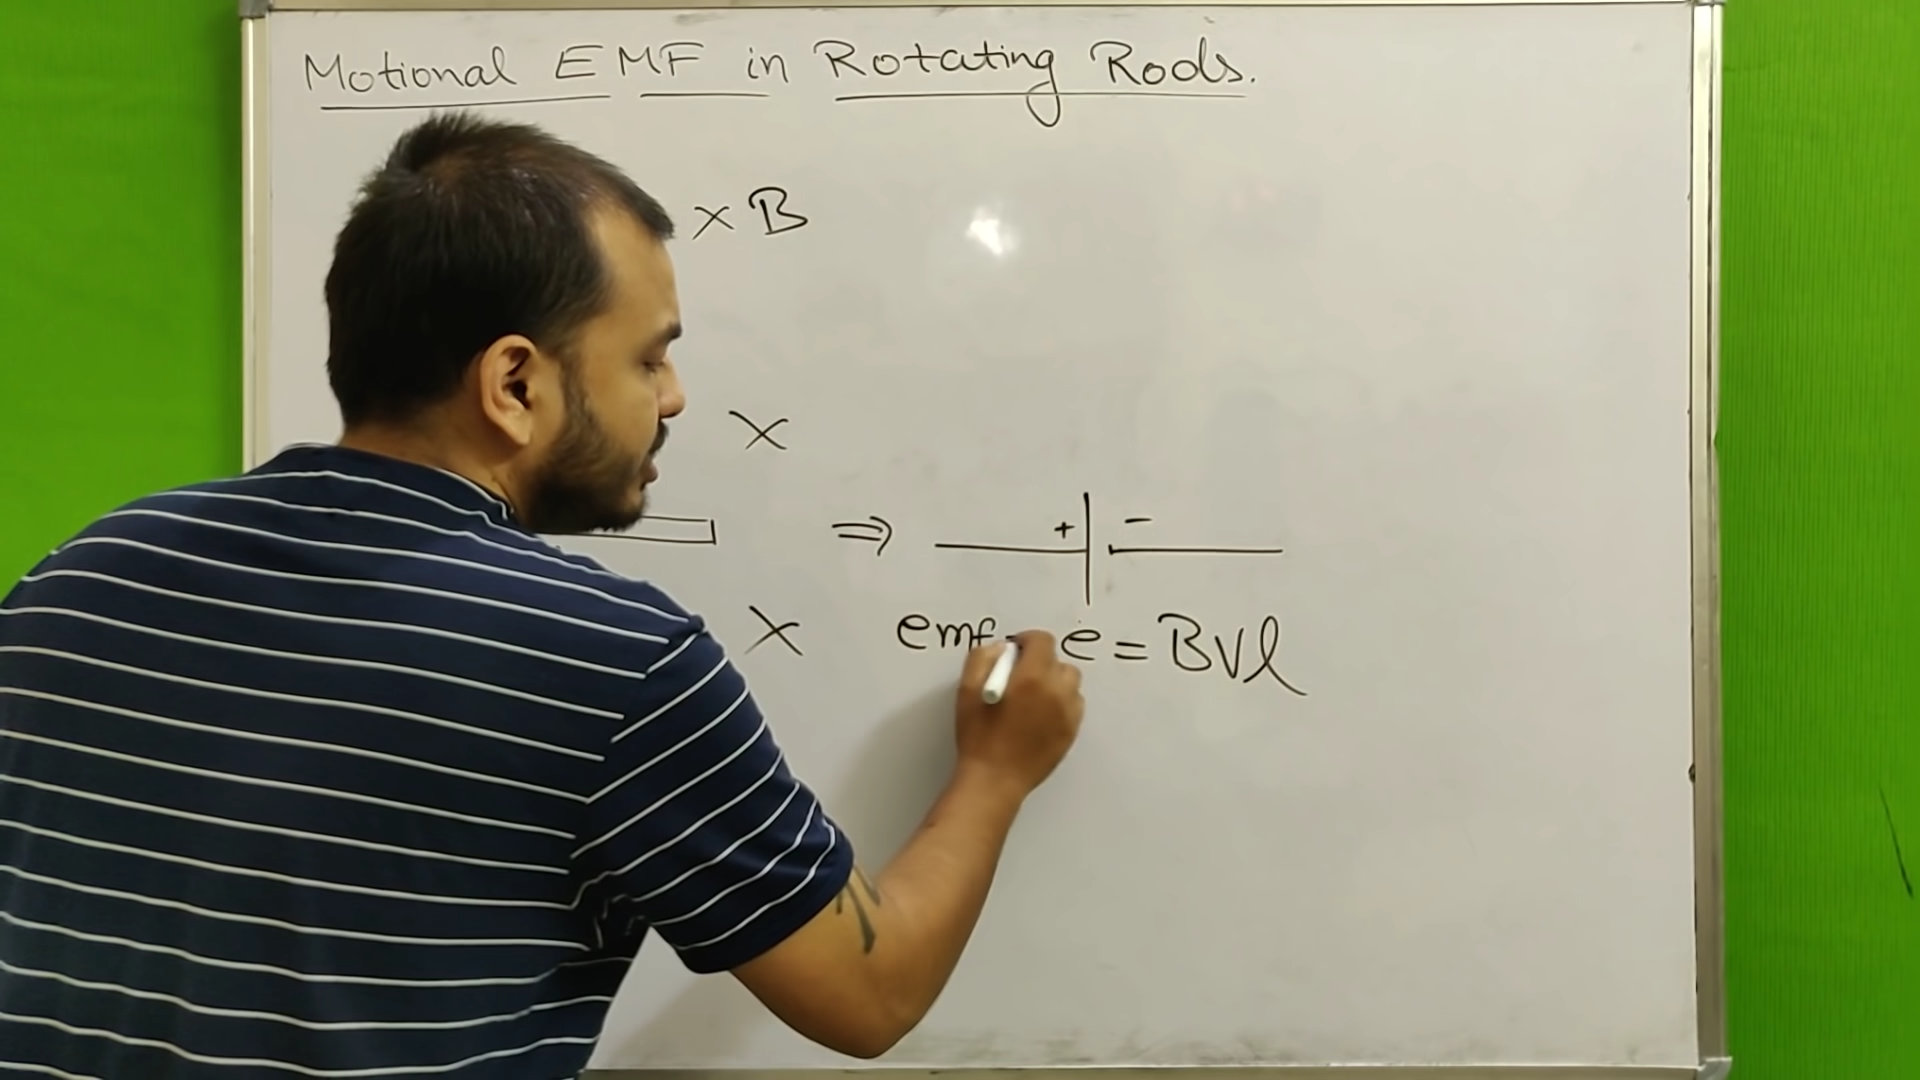 Motional EMF in Rotating Rods.
× B
×
⇒ + -
× emf = e = Bvl